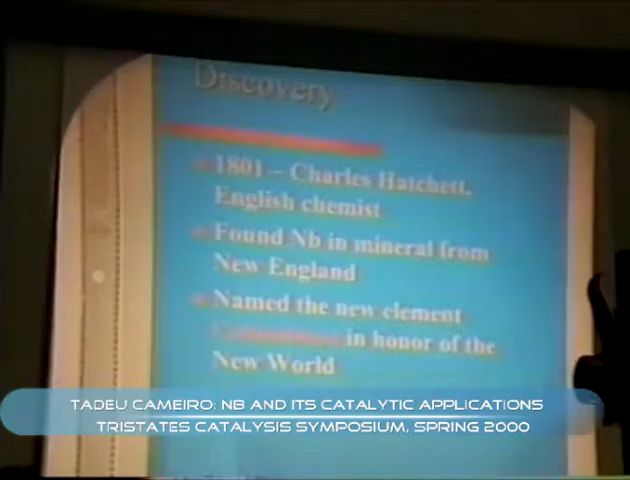 Discovery
1801 – Charles Hatchett,
English chemist
Found Nb in mineral from
New England
Named the new element
in honor of the
New World
TADEU CAMEIRO: NB AND ITS CATALYTIC APPLICATIONS
TRISTATES CATALYSIS SYMPOSIUM, SPRING 2000